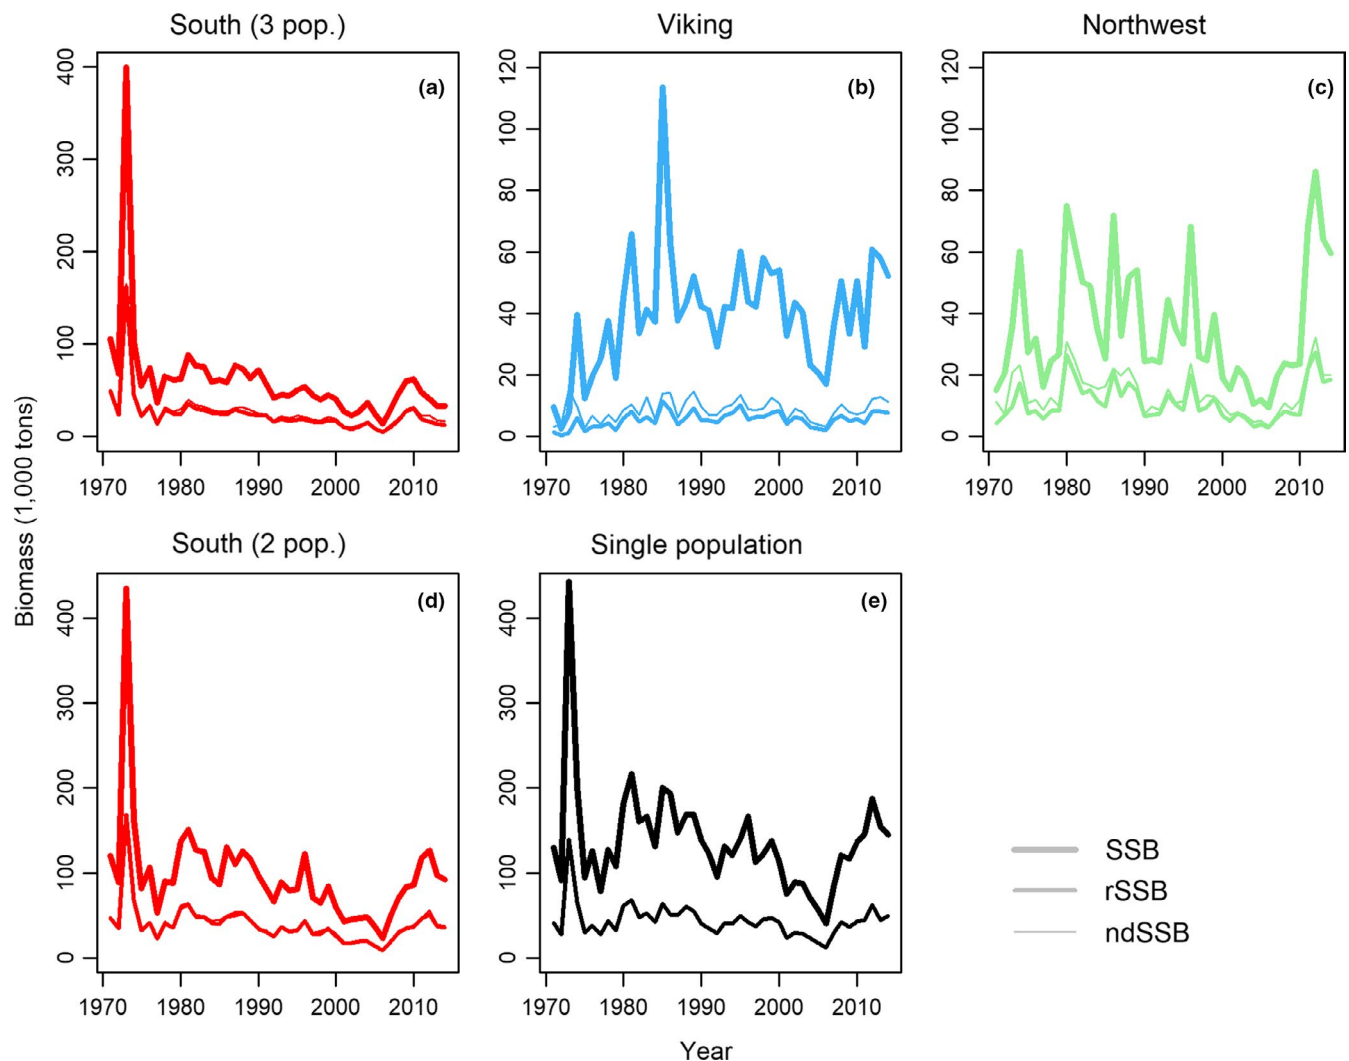 South (3 pop.)
Viking
Northwest
(a)
(b)
(c)
400
300
200
100
0
120
100
80
60
40
20
0
120
100
80
60
40
20
0
1970 1980 1990 2000 2010
1970 1980 1990 2000 2010
1970 1980 1990 2000 2010
Biomass (1,000 tons)
South (2 pop.)
Single population
(d)
(e)
400
300
200
100
0
400
300
200
100
0
1970 1980 1990 2000 2010
1970 1980 1990 2000 2010
SSB
rSSB
ndSSB
Year